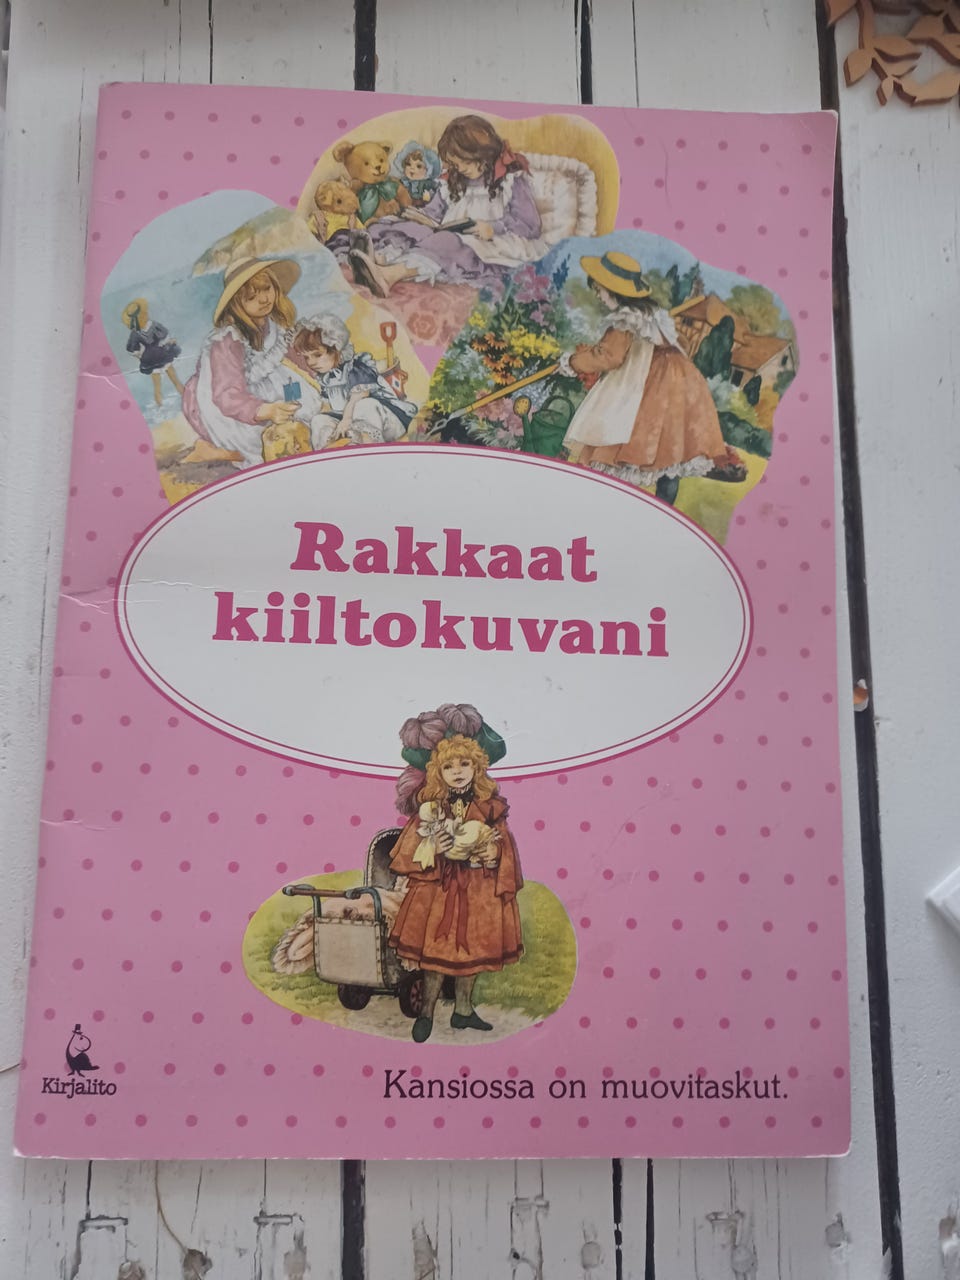 Rakkaat
kiiltokuvani
Kirjalito
Kansiossa on muovitaskut.